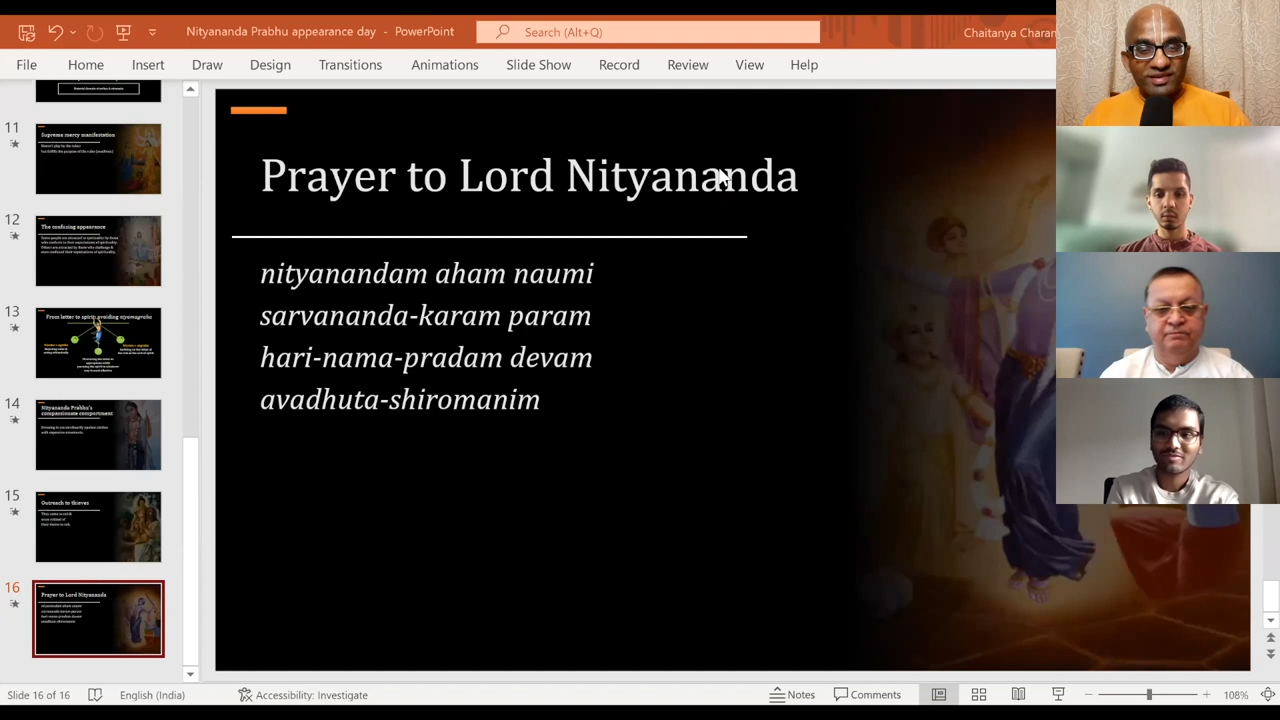 Nityananda Prabhu appearance day - PowerPoint
Search (Alt+Q)
Chaitanya Charan
File Home Insert Draw Design Transitions Animations Slide Show Record Review View Help
11
Supreme mercy manifestation
12
The confusing appearance
13
From letter to spirit: avoiding niyamagraha
14
Nityananda Prabhu's
compassionate comportment
15
Outreach to thieves
16
Prayer to Lord Nityananda
Prayer to Lord Nityananda
nityanandam aham naumi
sarvananda-karam param
hari-nama-pradam devam
avadhuta-shiromanim
Slide 16 of 16
English (India)
Accessibility: Investigate
Notes
Comments
108%